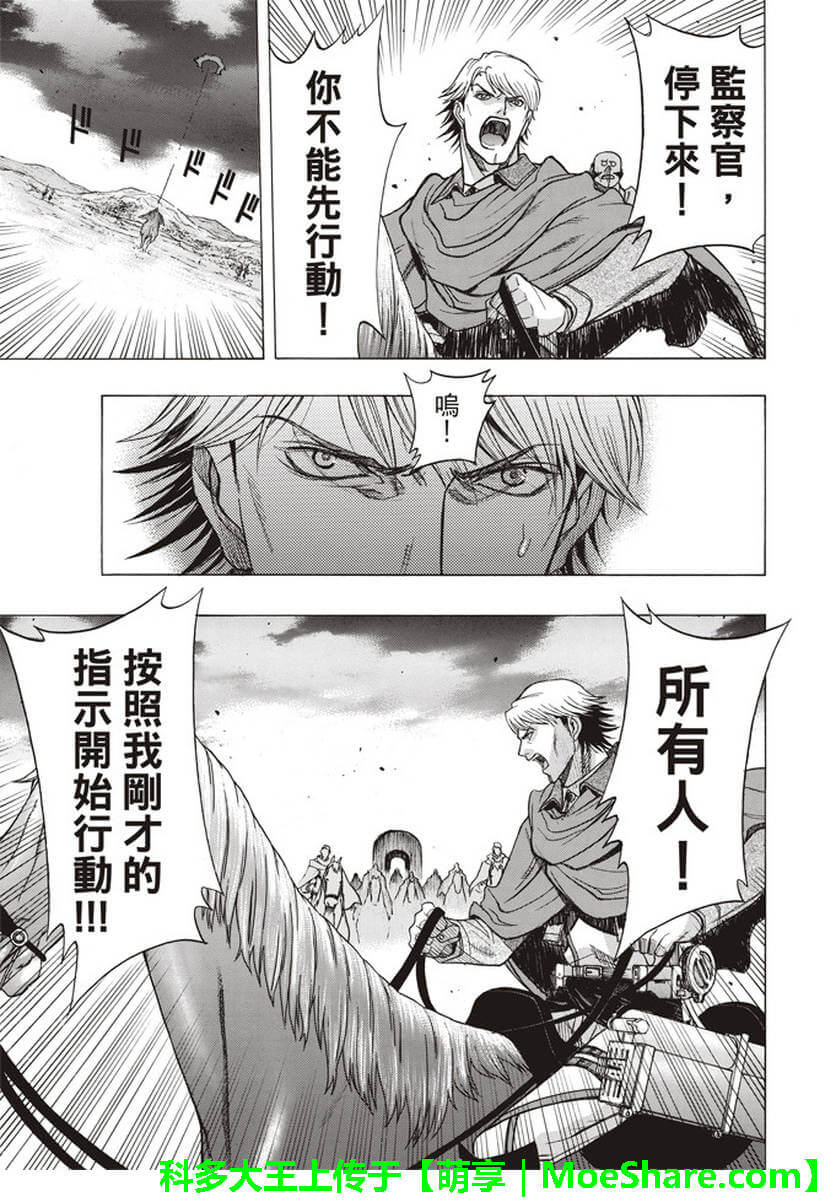 監察官，
停下來！
你不能先行動！
ドドドド
嗚！
所有人！
按照我剛才的
指示開始行動!!!
科多大王上传于【萌享|MoeShare.com】